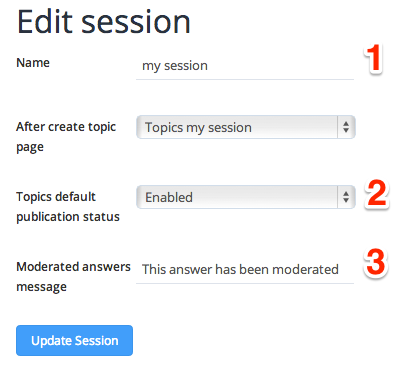 Edit session
Name
my session
1
After create topic
page
Topics my session
Topics default
publication status
Enabled
2
Moderated answers
message
This answer has been moderated
3
Update Session